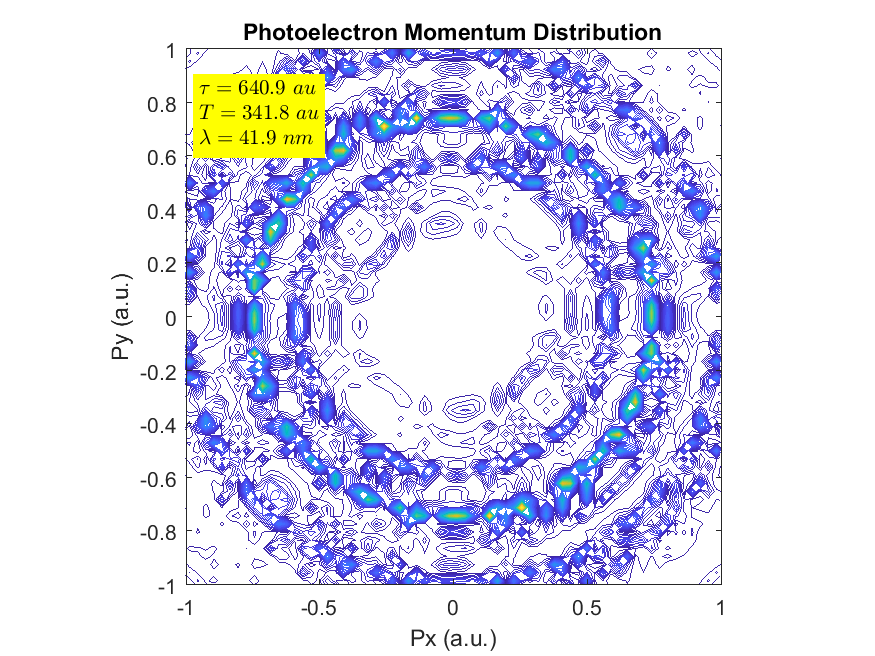 Photoelectron Momentum Distribution
τ = 640.9 au
T = 341.8 au
λ = 41.9 nm
1
0.8
0.6
0.4
0.2
0
-0.2
-0.4
-0.6
-0.8
-1
Py (a.u.)
-1
-0.5
0
0.5
1
Px (a.u.)